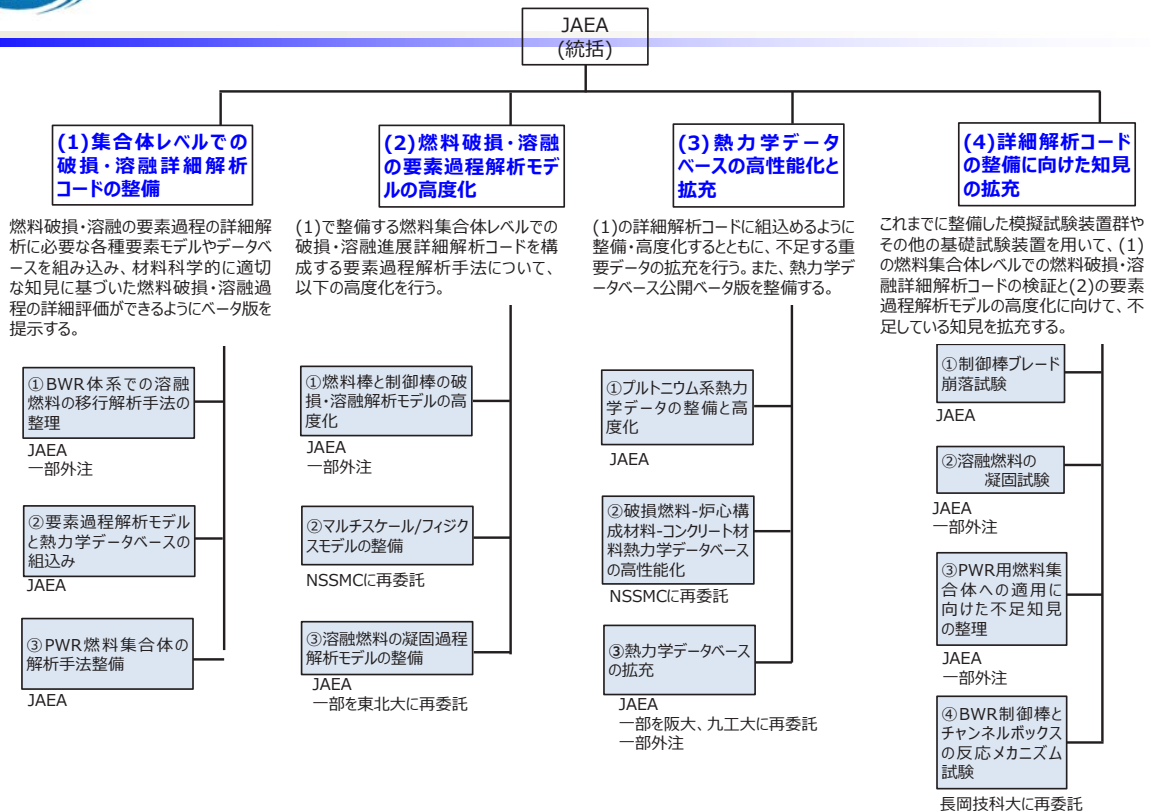 JAEA
(統括)
(1)集合体レベルでの
破損・溶融詳細解析
コードの整備
燃料破損・溶融の要素過程の詳細解
析に必要な各種要素モデルやデータベ
ースを組み込み、材料科学的に適切
な知見に基づいた燃料破損・溶融過
程の詳細評価ができるようにベータ版を
提示する。
①BWR体系での溶融
燃料の移行解析手法の
整理
JAEA
一部外注
②要素過程解析モデル
と熱力学データベースの
組込み
JAEA
③PWR燃料集合体の
解析手法整備
JAEA
(2)燃料破損・溶融
の要素過程解析モデ
ルの高度化
(1)で整備する燃料集合体レベルでの
破損・溶融進展詳細解析コードを構
成する要素過程解析手法について、
以下の高度化を行う。
①燃料棒と制御棒の破
損・溶融解析モデルの高
度化
JAEA
一部外注
②マルチスケール/フィジク
スモデルの整備
NSSMCに再委託
③溶融燃料の凝固過程
解析モデルの整備
JAEA
一部を東北大に再委託
(3)熱力学データ
ベースの高性能化と
拡充
(1)の詳細解析コードに組込めるように
整備・高度化するとともに、不足する重
要データの拡充を行う。また、熱力学デ
ータベース公開ベータ版を整備する。
①プルトニウム系熱力
学データの整備と高
度化
JAEA
②破損燃料-炉心構
成材料-コンクリート材
料熱力学データベース
の高性能化
NSSMCに再委託
③熱力学データベース
の拡充
JAEA
一部を阪大、九工大に再委託
一部外注
(4)詳細解析コード
の整備に向けた知見
の拡充
これまでに整備した模擬試験装置群や
その他の基礎試験装置を用いて、(1)
の燃料集合体レベルでの燃料破損・溶
融詳細解析コードの検証と(2)の要素
過程解析モデルの高度化に向けて、不
足している知見を拡充する。
①制御棒ブレード
崩落試験
JAEA
②溶融燃料の
凝固試験
JAEA
一部外注
③PWR用燃料集
合体への適用に
向けた不足知見
の整理
JAEA
一部外注
④BWR制御棒と
チャンネルボックス
の反応メカニズム
試験
長岡技科大に再委託